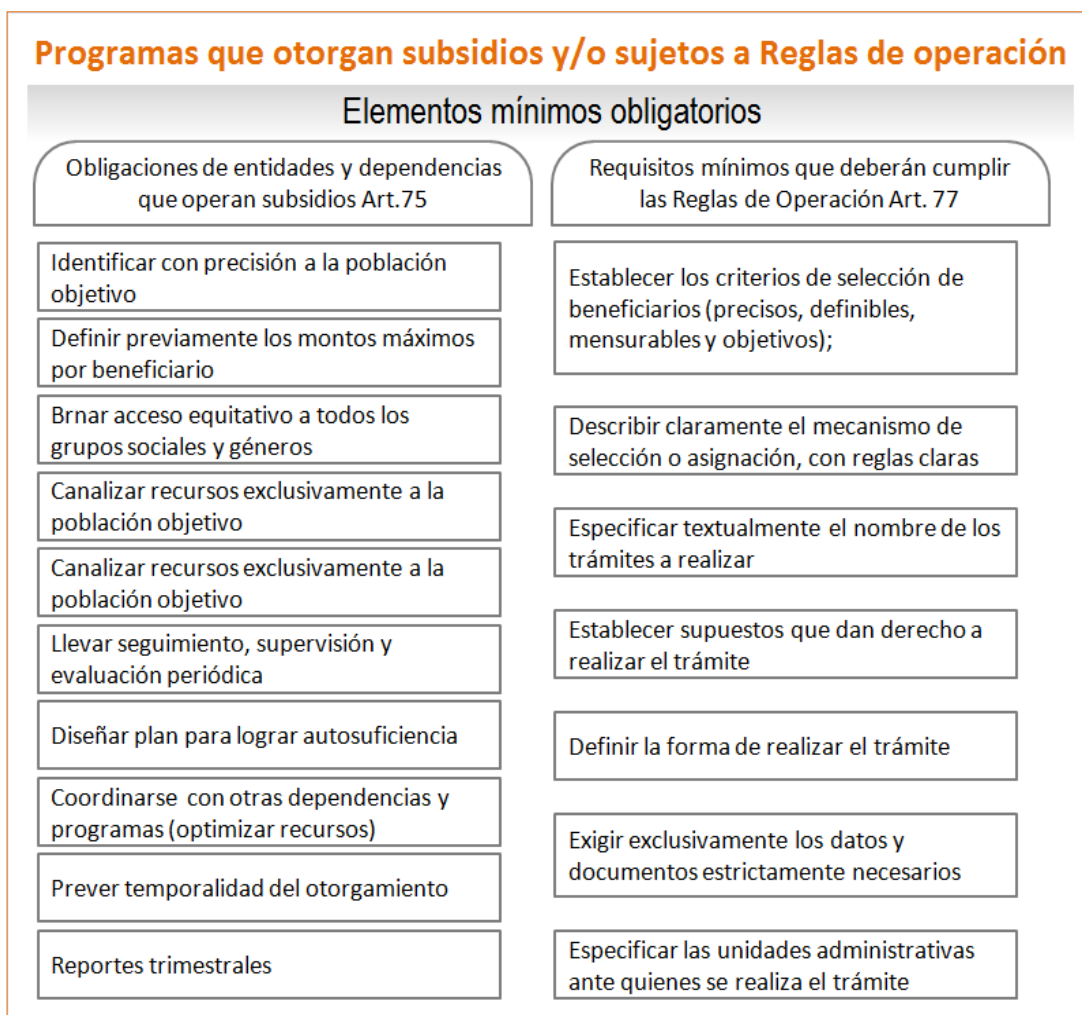 Programas que otorgan subsidios y/o sujetos a Reglas de operación
Elementos mínimos obligatorios
Obligaciones de entidades y dependencias
que operan subsidios Art.75
Identificar con precisión a la población
objetivo
Definir previamente los montos máximos
por beneficiario
Brnar acceso equitativo a todos los
grupos sociales y géneros
Canalizar recursos exclusivamente a la
población objetivo
Canalizar recursos exclusivamente a la
población objetivo
Llevar seguimiento, supervisión y
evaluación periódica
Diseñar plan para lograr autosuficiencia
Coordinarse con otras dependencias y
programas (optimizar recursos)
Prever temporalidad del otorgamiento
Reportes trimestrales
Requisitos mínimos que deberán cumplir
las Reglas de Operación Art. 77
Establecer los criterios de selección de
beneficiarios (precisos, definibles,
mensurables y objetivos);
Describir claramente el mecanismo de
selección o asignación, con reglas claras
Especificar textualmente el nombre de los
trámites a realizar
Establecer supuestos que dan derecho a
realizar el trámite
Definir la forma de realizar el trámite
Exigir exclusivamente los datos y
documentos estrictamente necesarios
Especificar las unidades administrativas
ante quienes se realiza el trámite